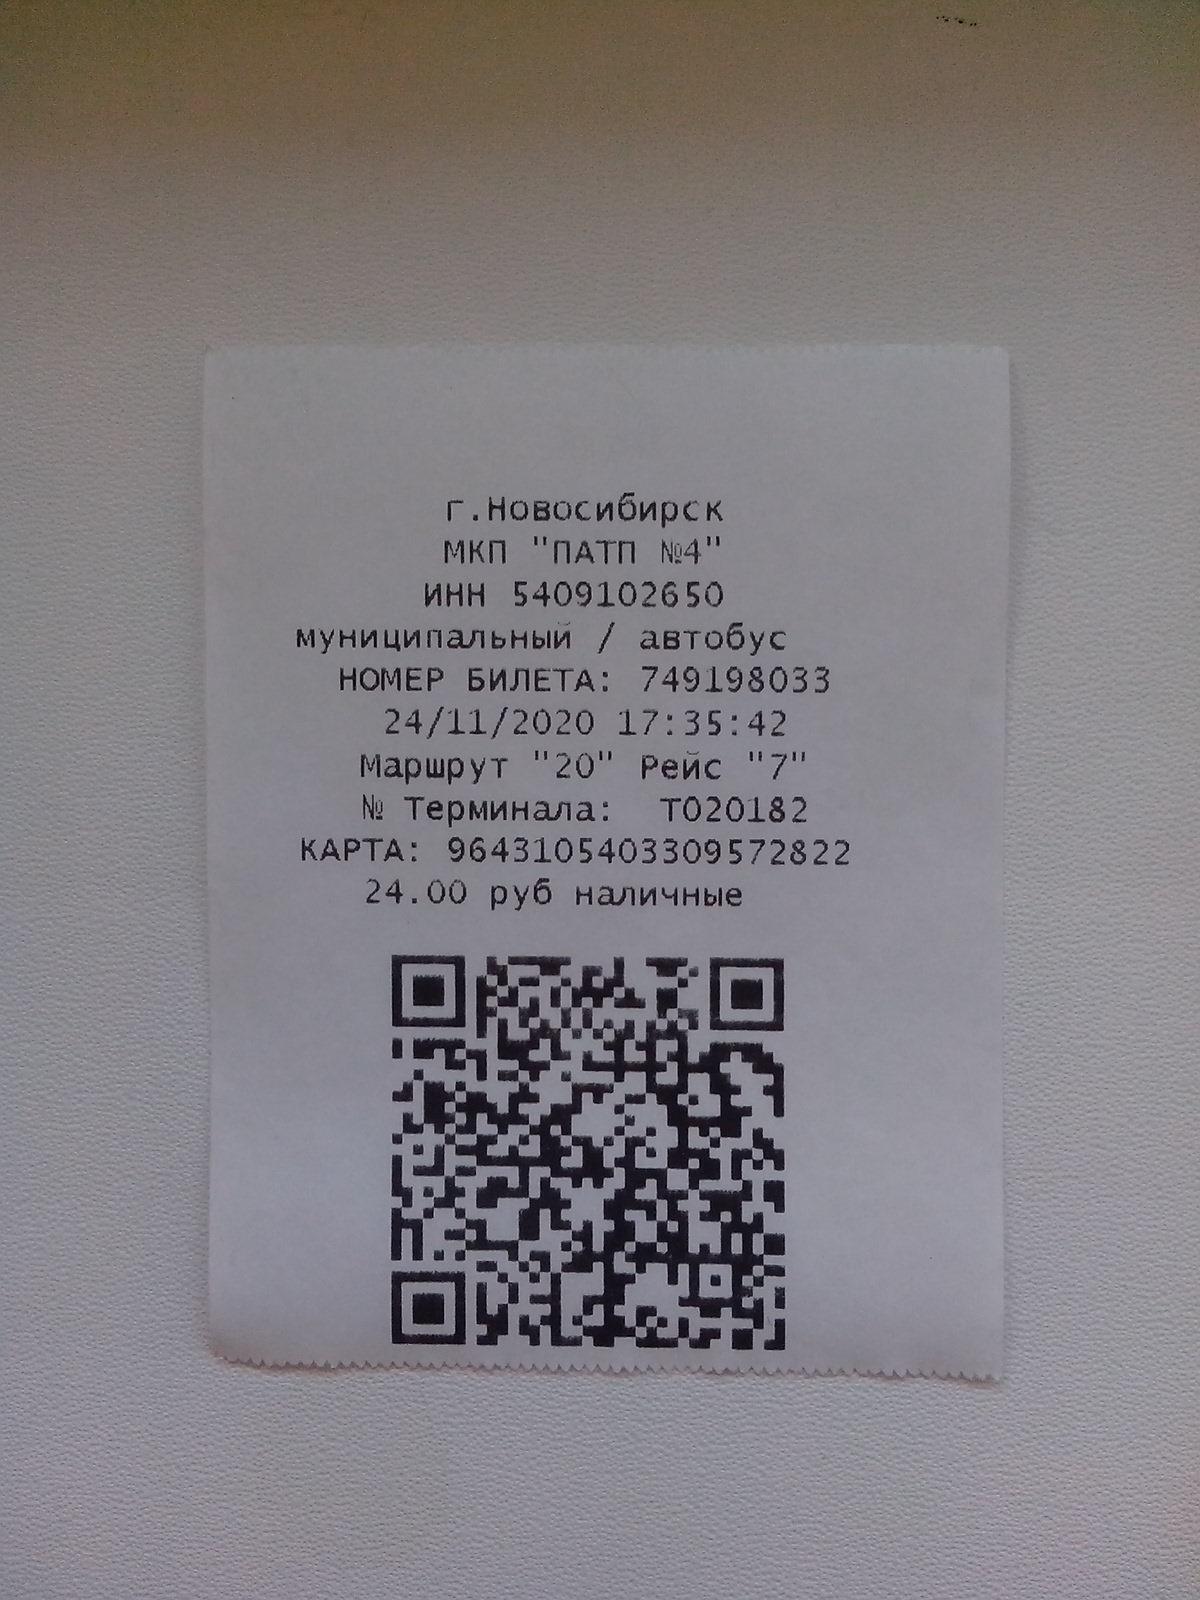 г.Новосибирск
МКП "ПАТП №4"
ИНН 5409102650
муниципальный / автобус
НОМЕР БИЛЕТА: 749198033
24/11/2020 17:35:42
Маршрут "20" Рейс "7"
№ Терминала: Т020182
КАРТА: 9643105403309572822
24.00 руб наличные